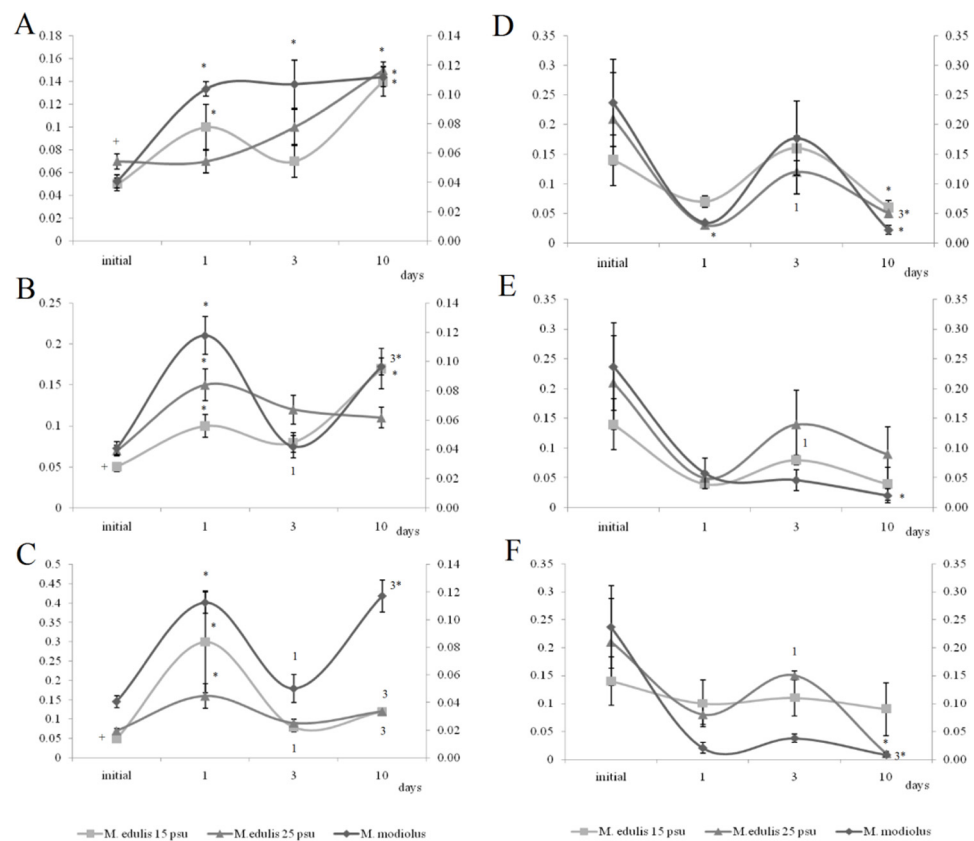 A
0.18 0.14
0.16 0.12
0.14 0.10
0.12
0.1 0.08
0.08 0.06
0.06 0.04
0.04
0.02 0.02
0 0.00
+ * * * * * *
initial 1 3 10
days
B
0.25 0.14
0.2 0.12
0.10
0.15 0.08
0.1 0.06
0.05 0.04
0.02
0 0.00
+ * * * 1 3* *
initial 1 3 10
days
C
0.5 0.14
0.45 0.12
0.4
0.35 0.10
0.3 0.08
0.25
0.2 0.06
0.15 0.04
0.1
0.05 0.02
0 0.00
+ * * * 1 1 3* 3 3
initial 1 3 10
days
M. edulis 15 psu M.edulis 25 psu M. modiolus
D
0.35 0.35
0.3 0.30
0.25 0.25
0.2 0.20
0.15 0.15
0.1 0.10
0.05 0.05
0 0.00
* 1 * 3* *
initial 1 3 10
days
E
0.35 0.35
0.3 0.30
0.25 0.25
0.2 0.20
0.15 0.15
0.1 0.10
0.05 0.05
0 0.00
1 *
initial 1 3 10
days
F
0.35 0.35
0.3 0.30
0.25 0.25
0.2 0.20
0.15 0.15
0.1 0.10
0.05 0.05
0 0.00
1 * 3*
initial 1 3 10
days
M. edulis 15 psu M.edulis 25 psu M. modiolus